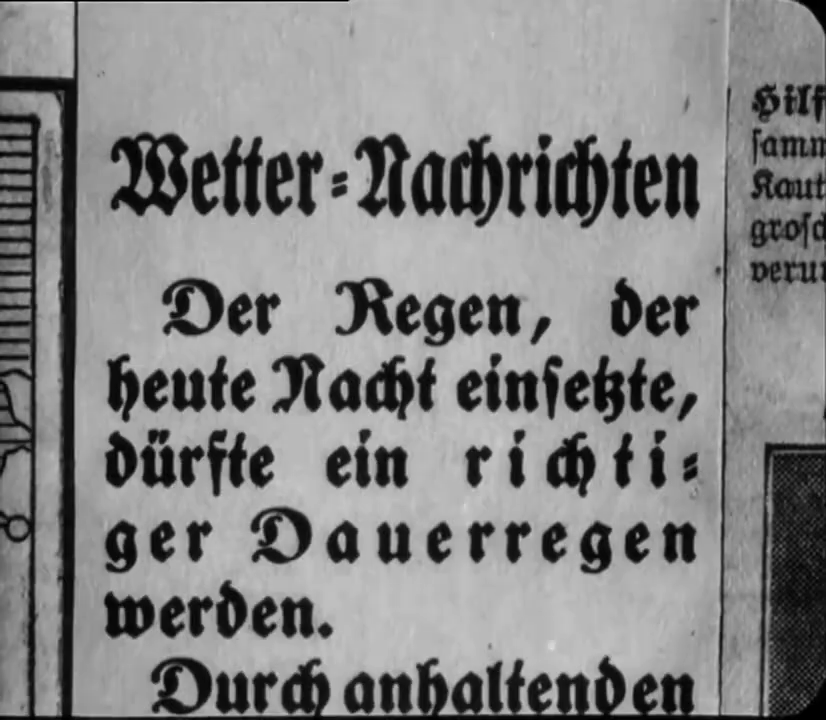 Wetter-Nachrichten
Der Regen, der
heute Nacht einsetzte,
dürfte ein richti-
ger Dauerregen
werden.
Durch anhaltenden